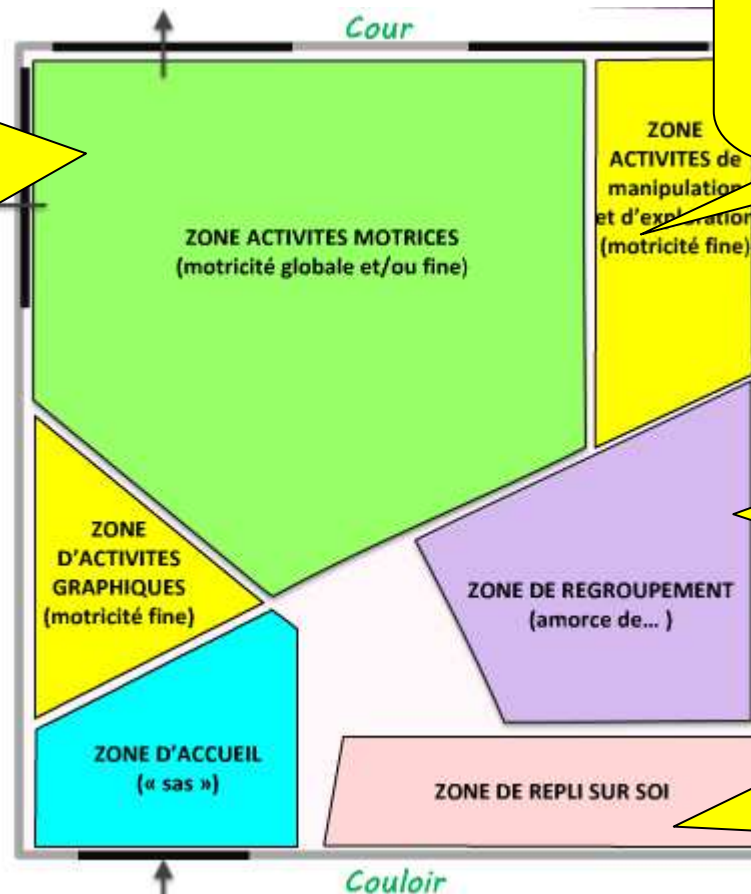 Cour
ZONE
ACTIVITES de
manipulation
et d'exploration
(motricité fine)
ZONE ACTIVITES MOTRICES
(motricité globale et/ou fine)
ZONE
D'ACTIVITES
GRAPHIQUES
(motricité fine)
ZONE DE REGROUPEMENT
(amorce de... )
ZONE D'ACCUEIL
(« sas »)
ZONE DE REPLI SUR SOI
Couloir